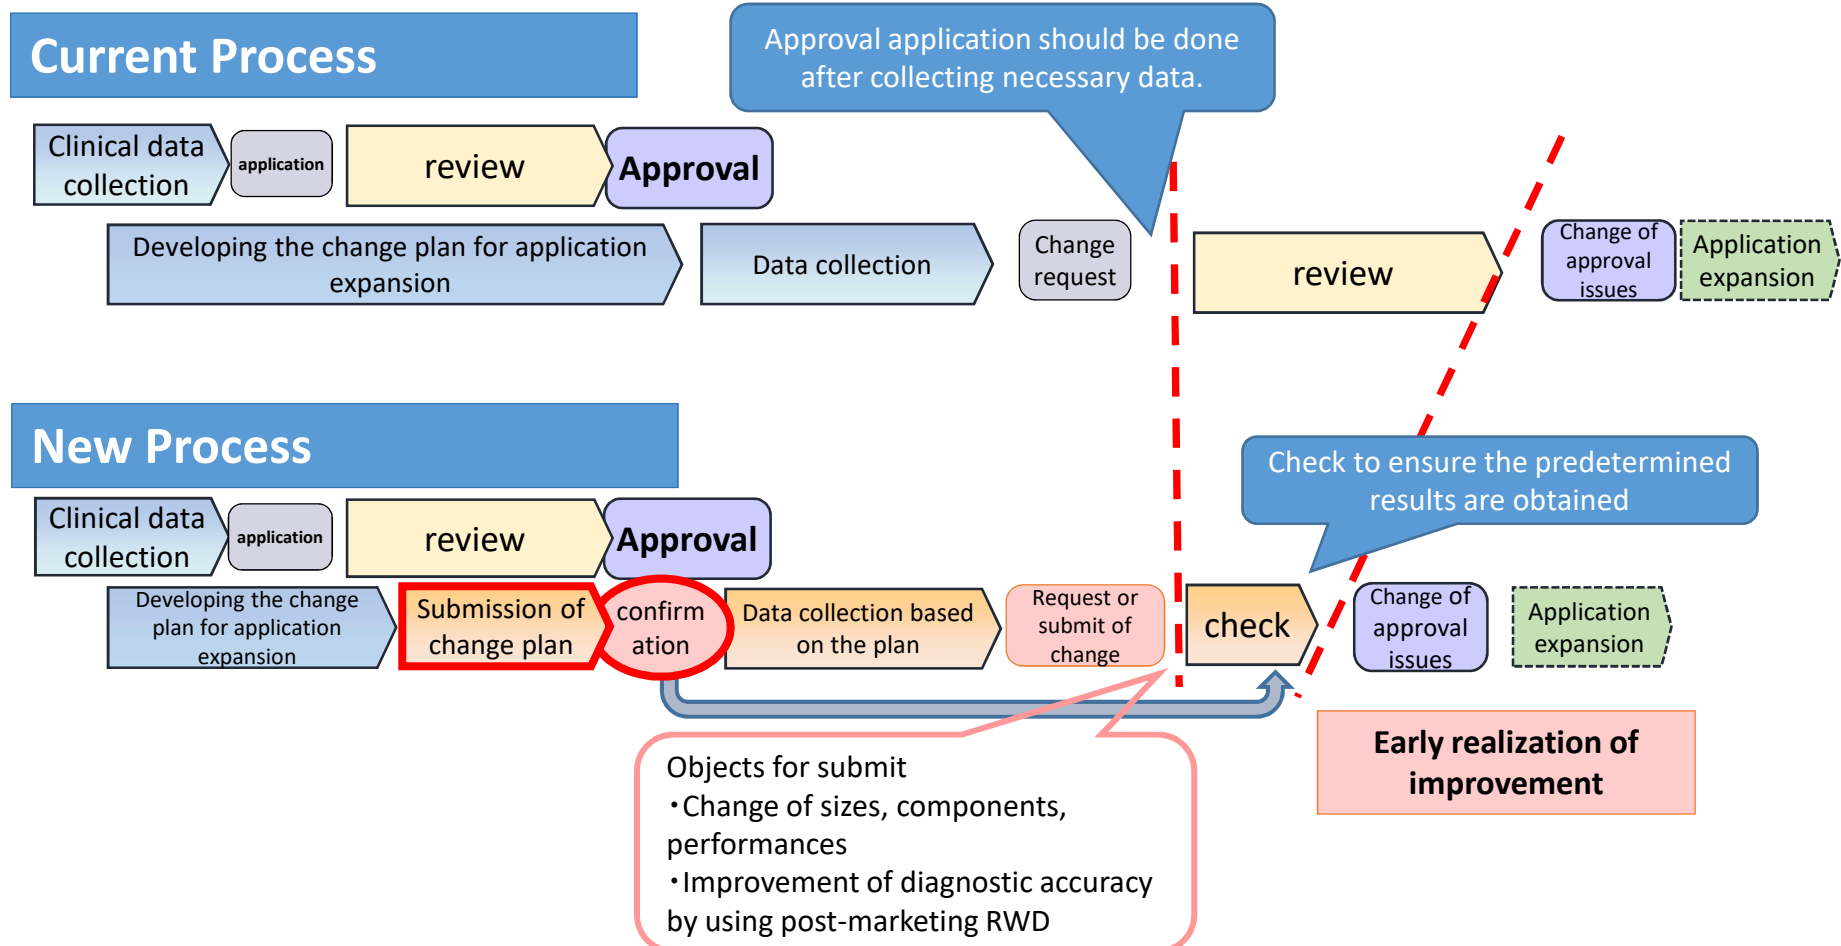 Current Process
Approval application should be done
after collecting necessary data.
Clinical data
collection
application
review
Approval
Developing the change plan for application
expansion
Data collection
Change
request
review
Change of
approval
issues
Application
expansion
New Process
Check to ensure the predetermined
results are obtained
Clinical data
collection
application
review
Approval
Developing the change
plan for application
expansion
Submission of
change plan
confirm
ation
Data collection based
on the plan
Request or
submit of
change
check
Change of
approval
issues
Application
expansion
Objects for submit
・Change of sizes, components,
performances
・Improvement of diagnostic accuracy
by using post-marketing RWD
Early realization of
improvement